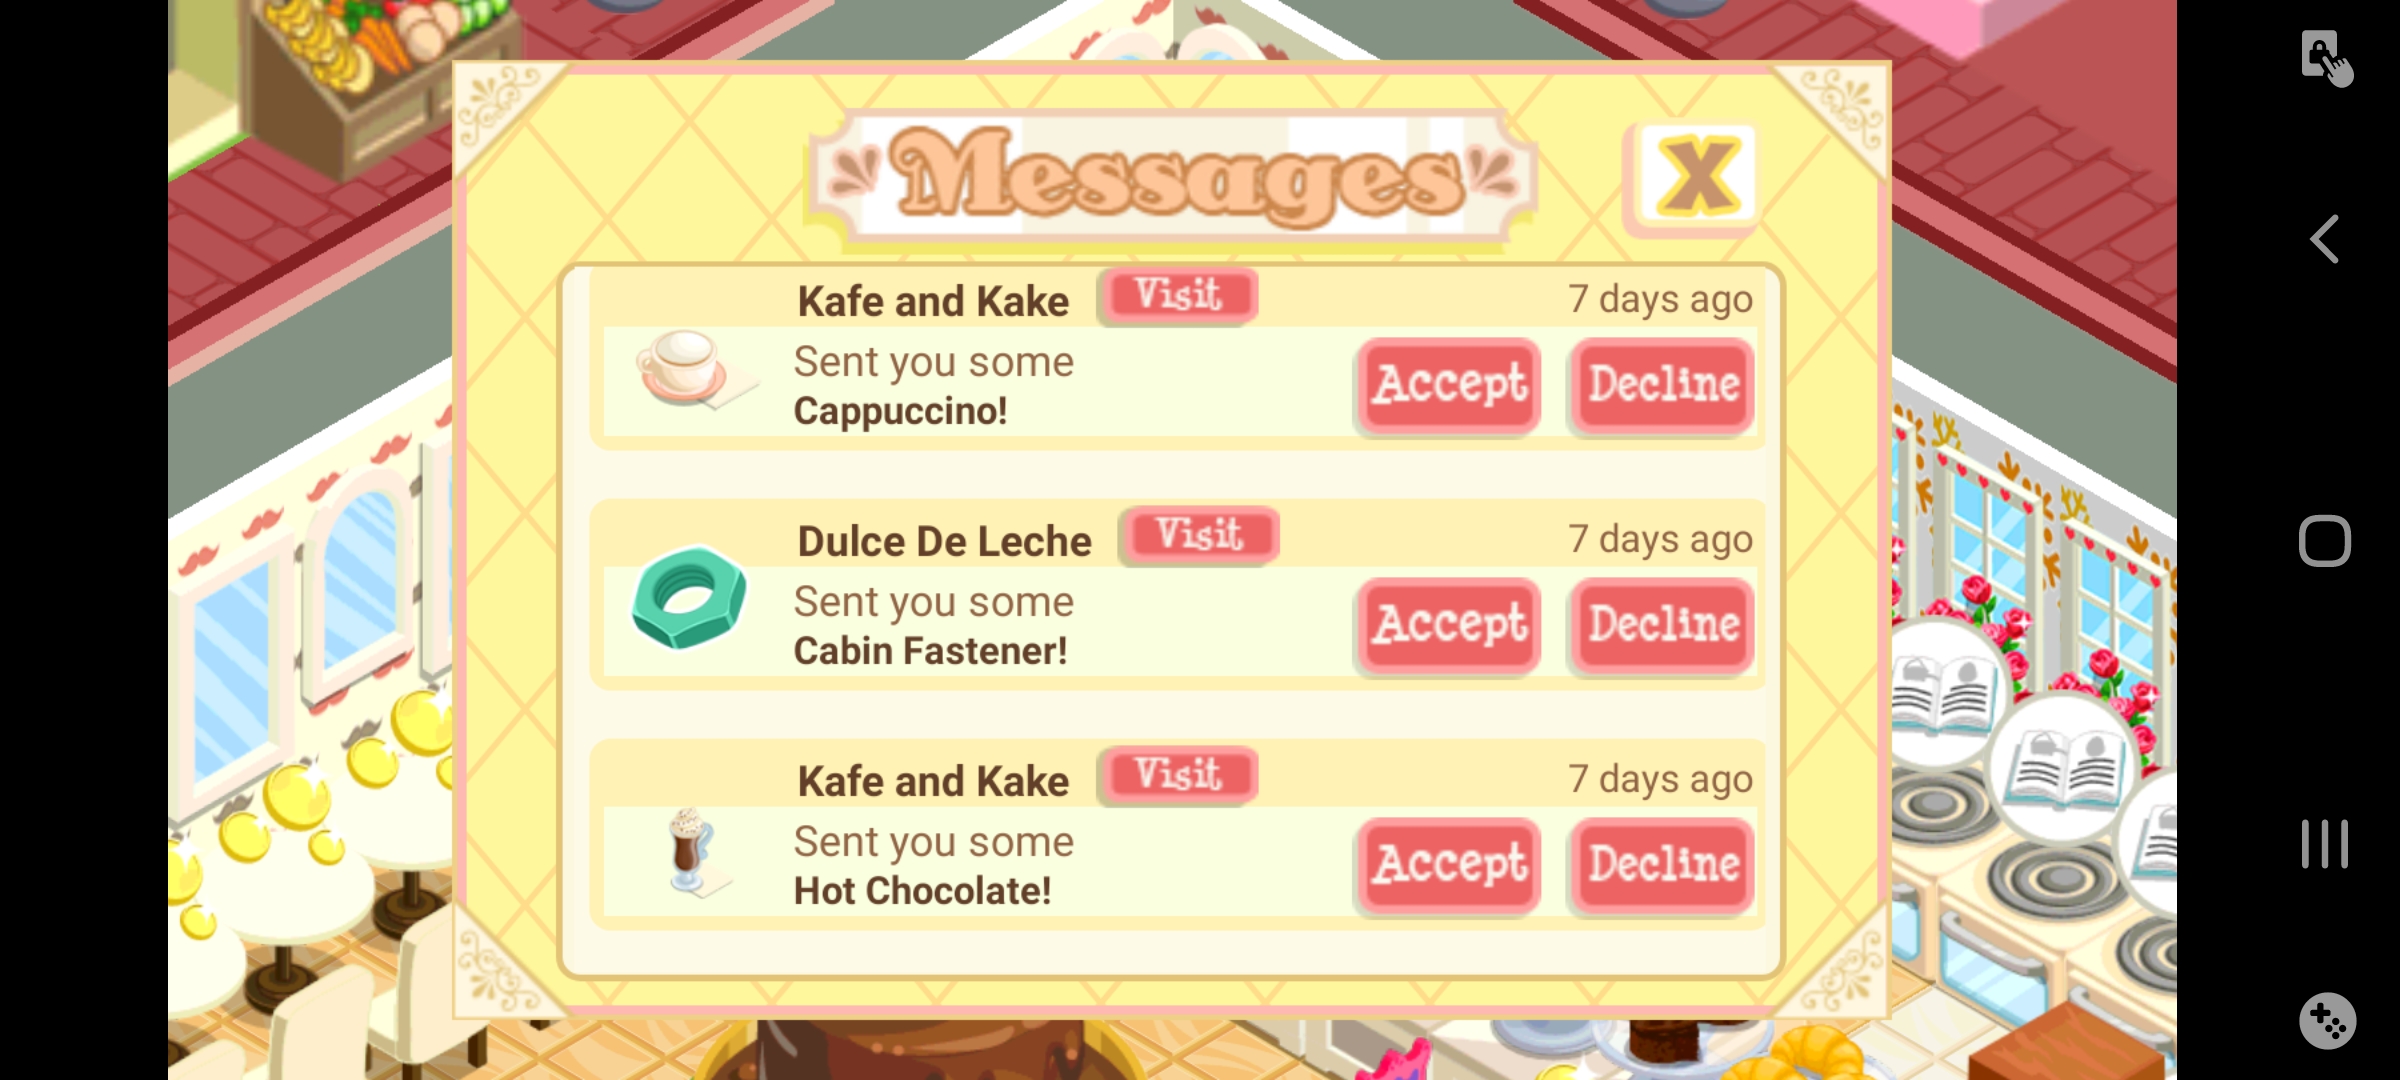 Messages
X
Kafe and Kake Visit 7 days ago
Sent you some
Cappuccino!
Accept Decline
Dulce De Leche Visit 7 days ago
Sent you some
Cabin Fastener!
Accept Decline
Kafe and Kake Visit 7 days ago
Sent you some
Hot Chocolate!
Accept Decline